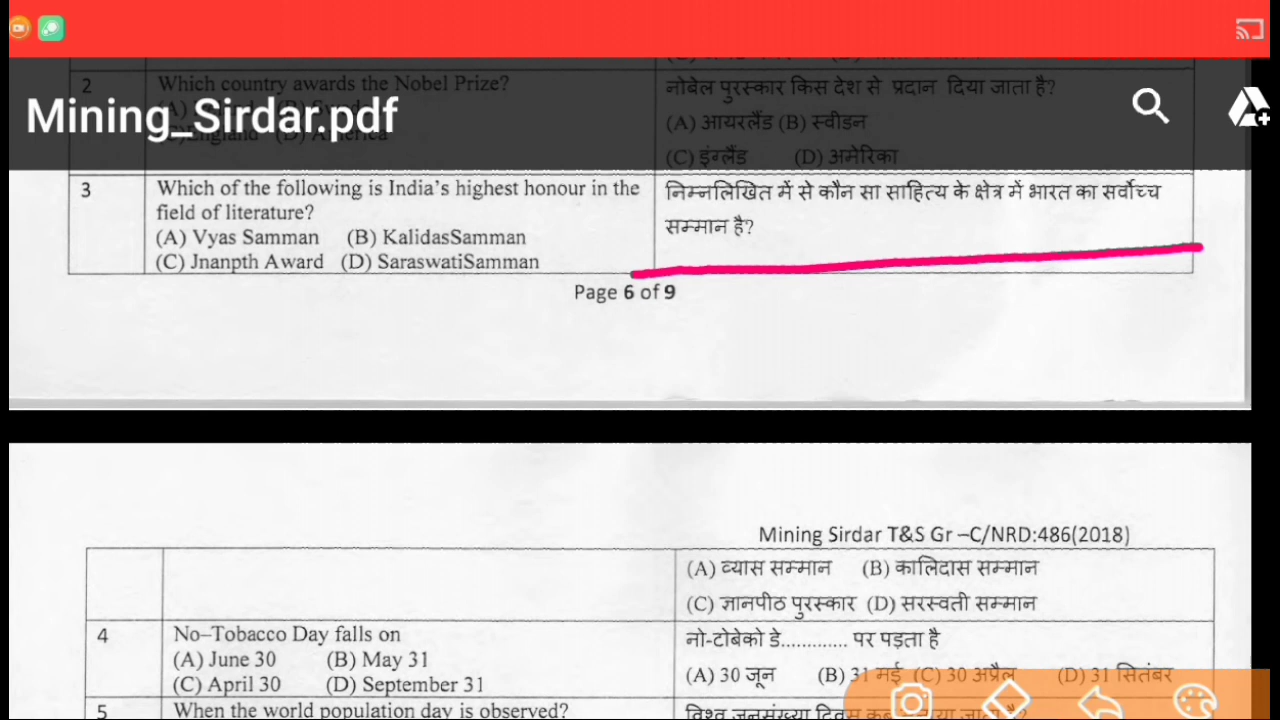 2
Which country awards the Nobel Prize?
नोबेल पुरस्कार किस देश से प्रदान दिया जाता है?
Mining_Sirdar.pdf
(A) आयरलैंड (B) स्वीडन
(C) इंग्लैंड (D) अमेरिका
3
Which of the following is India's highest honour in the
field of literature?
(A) Vyas Samman (B) KalidasSamman
(C) Jnanpth Award (D) SaraswatiSamman
निम्नलिखित में से कौन सा साहित्य के क्षेत्र में भारत का सर्वोच्च
सम्मान है?
Page 6 of 9
Mining Sirdar T&S Gr –C/NRD:486(2018)
(A) व्यास सम्मान (B) कालिदास सम्मान
(C) ज्ञानपीठ पुरस्कार (D) सरस्वती सम्मान
4
No–Tobacco Day falls on
(A) June 30 (B) May 31
(C) April 30 (D) September 31
नो-टोबेको डे............. पर पड़ता है
(A) 30 जून (B) 31 मई (C) 30 अप्रैल (D) 31 सितंबर
5
When the world population day is observed?
विश्व जनसंख्या दिवस